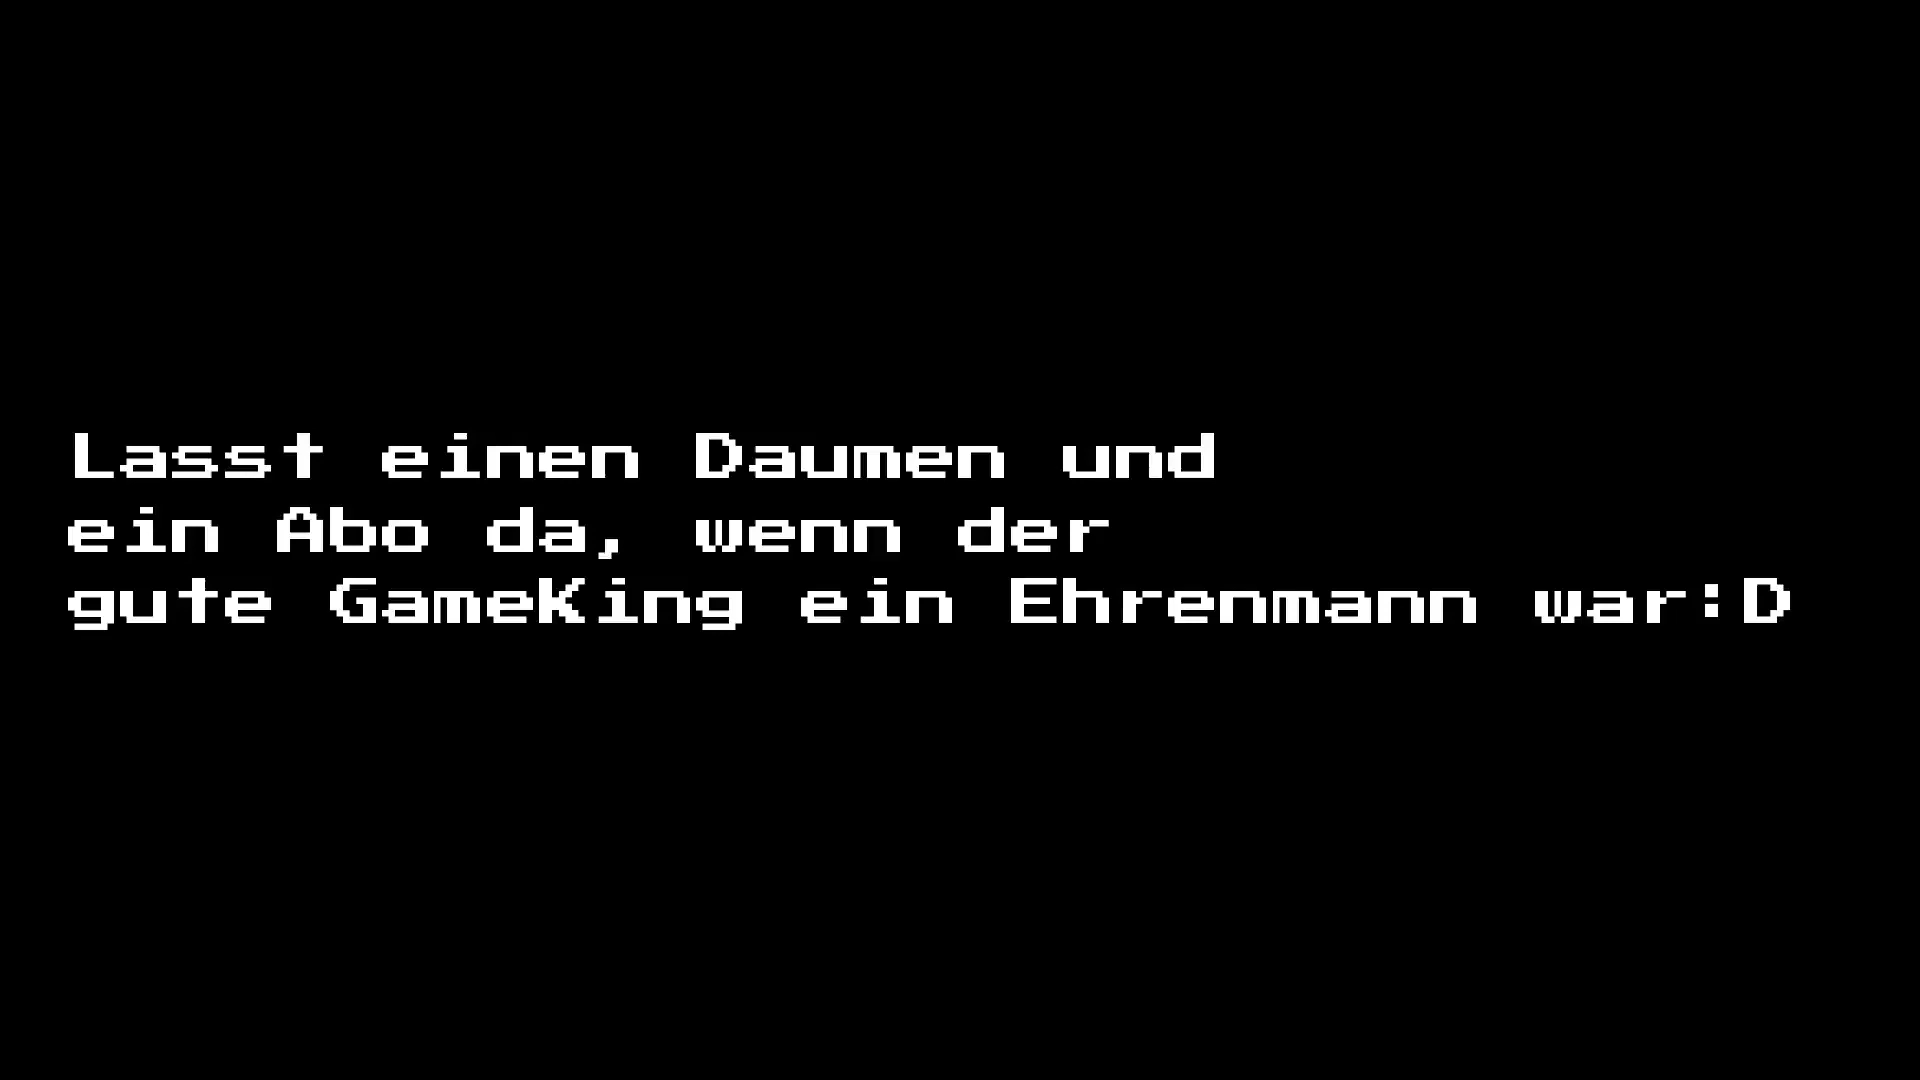 Lasst einen Daumen und
ein Abo da, wenn der
gute GameKing ein Ehrenmann war:D